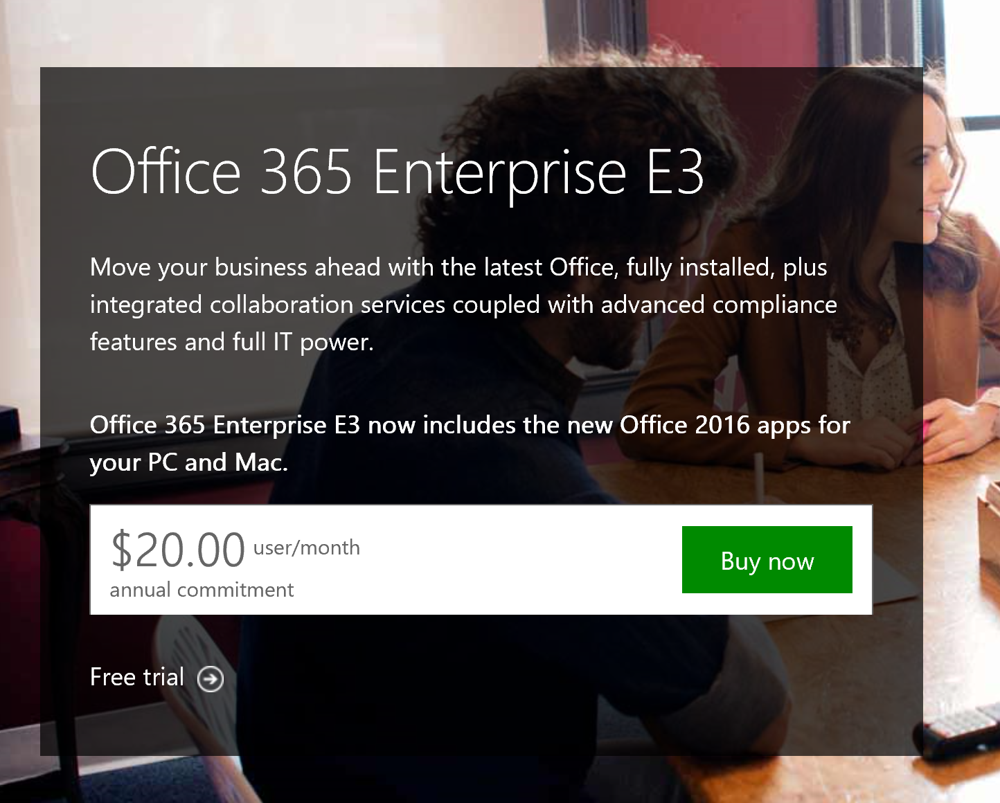 Office 365 Enterprise E3
Move your business ahead with the latest Office, fully installed, plus
integrated collaboration services coupled with advanced compliance
features and full IT power.
Office 365 Enterprise E3 now includes the new Office 2016 apps for
your PC and Mac.
$20.00 user/month
annual commitment
Buy now
Free trial